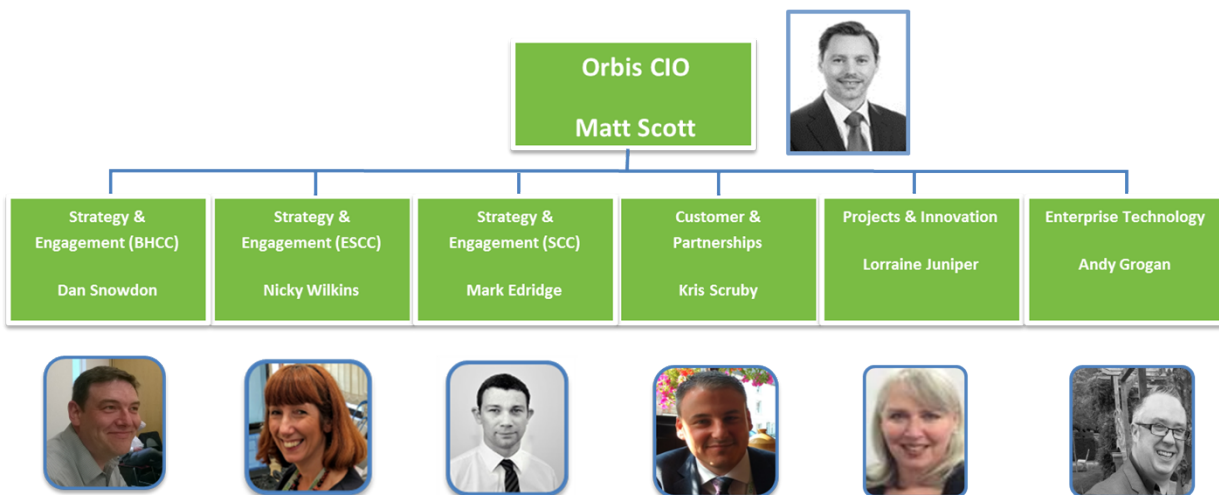 Orbis CIO
Matt Scott
Strategy &
Engagement (BHCC)
Dan Snowdon
Strategy &
Engagement (ESCC)
Nicky Wilkins
Strategy &
Engagement (SCC)
Mark Edridge
Customer &
Partnerships
Kris Scruby
Projects & Innovation
Lorraine Juniper
Enterprise Technology
Andy Grogan